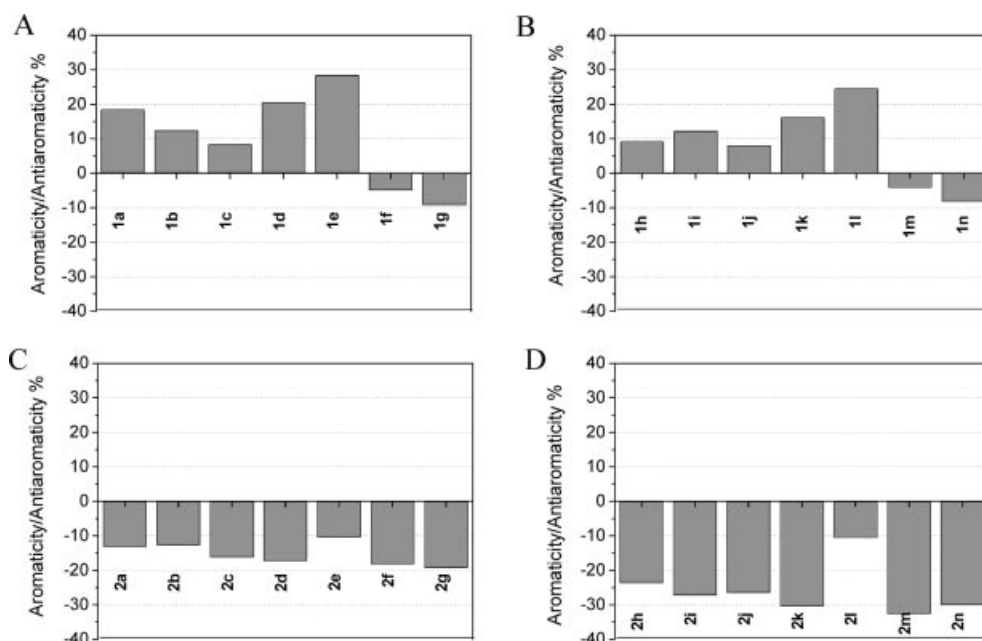 A
Aromaticity/Antiaromaticity %
40
30
20
10
0
-10
-20
-30
-40
1a
1b
1c
1d
1e
1f
1g
B
Aromaticity/Antiaromaticity %
40
30
20
10
0
-10
-20
-30
-40
1h
1i
1j
1k
1l
1m
1n
C
Aromaticity/Antiaromaticity %
40
30
20
10
0
-10
-20
-30
-40
2a
2b
2c
2d
2e
2f
2g
D
Aromaticity/Antiaromaticity %
40
30
20
10
0
-10
-20
-30
-40
2h
2i
2j
2k
2l
2m
2n